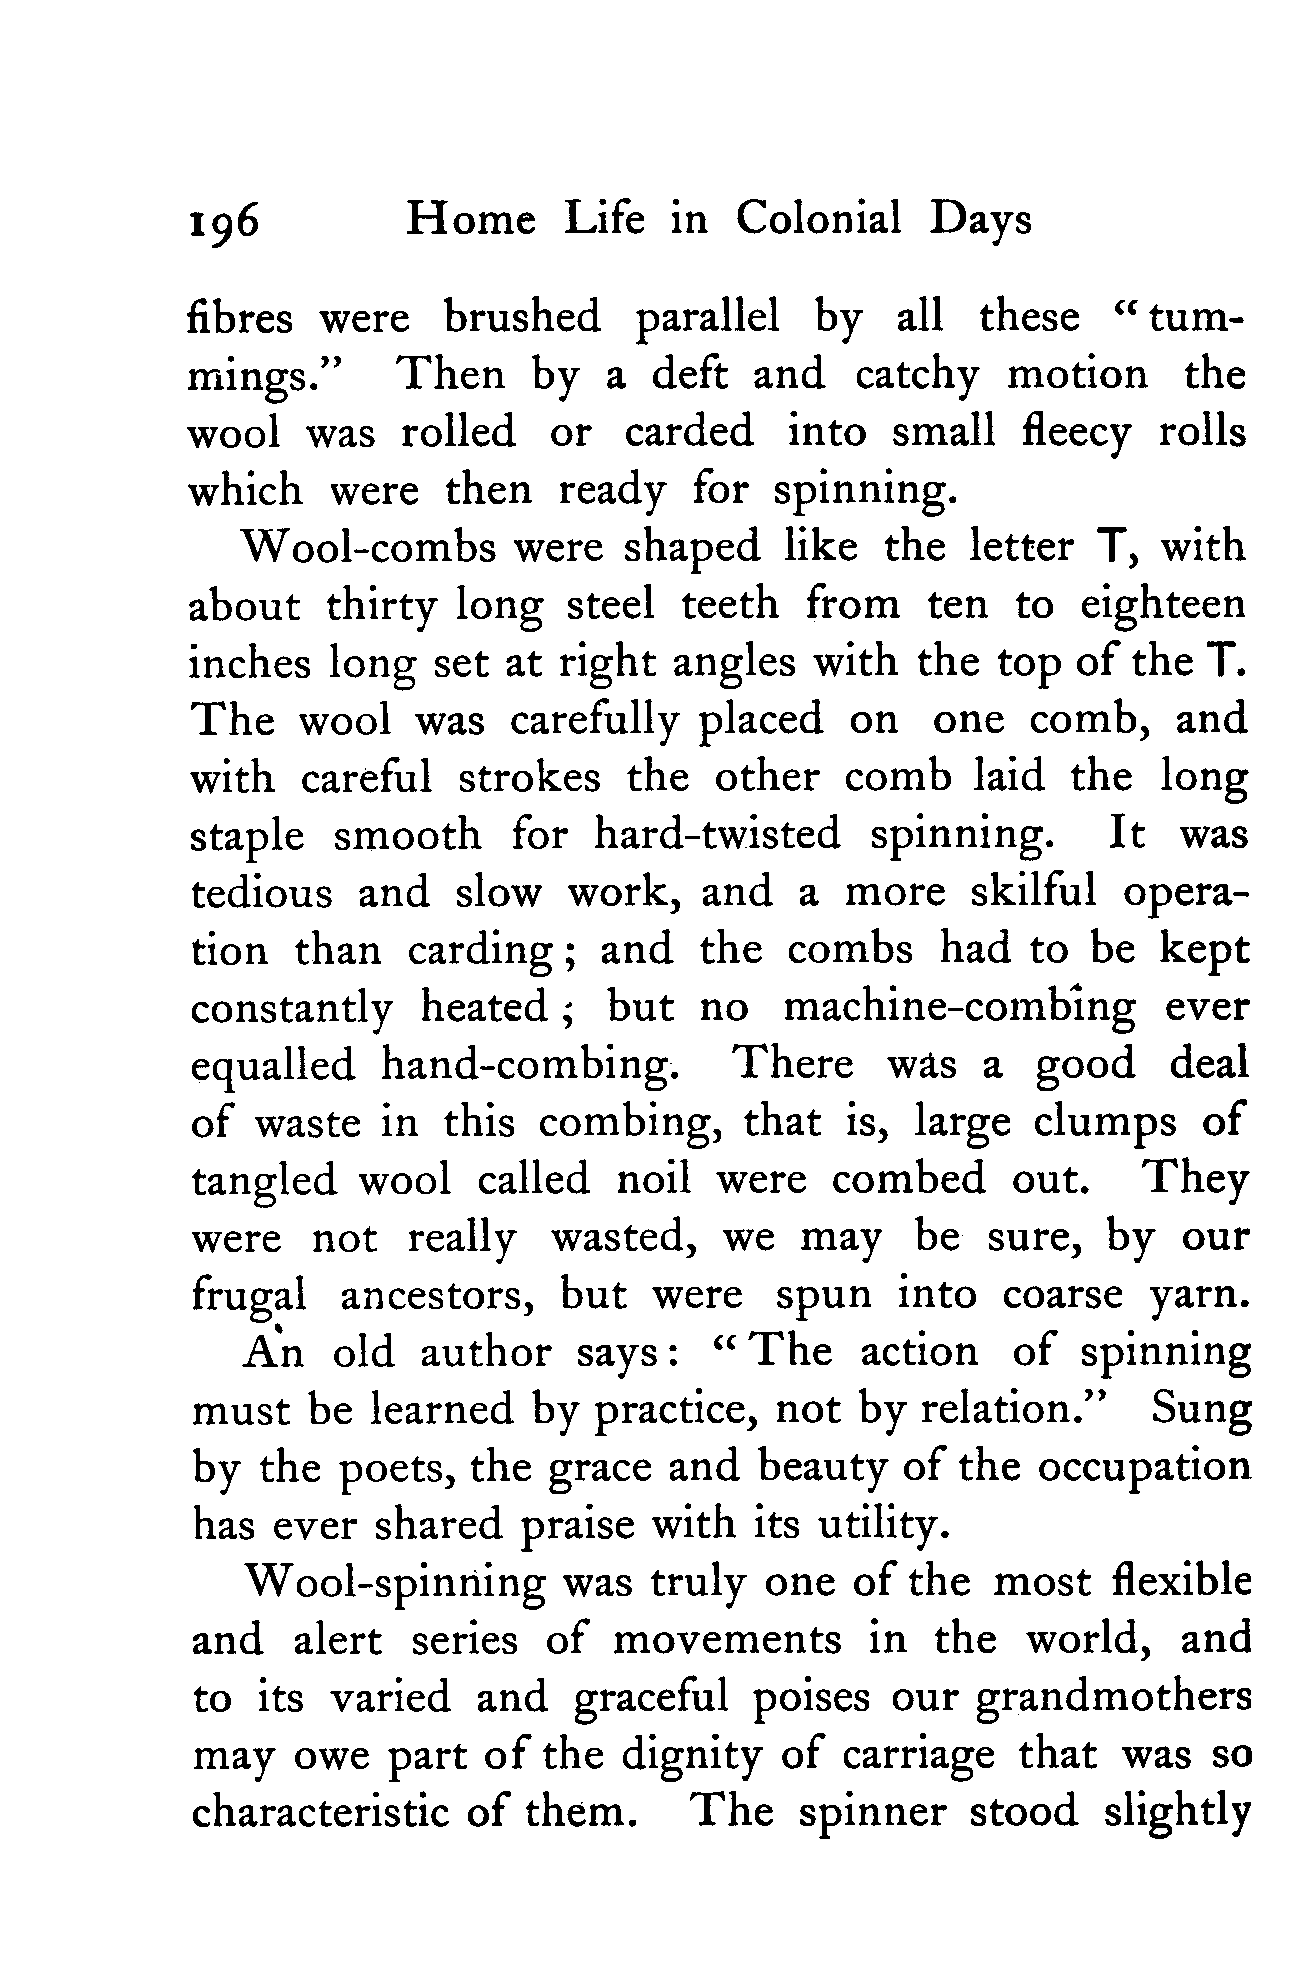 196 Home Life in Colonial Days
fibres were brushed parallel by all these "tum-
mings." Then by a deft and catchy motion the
wool was rolled or carded into small fleecy rolls
which were then ready for spinning.
Wool-combs were shaped like the letter T, with
about thirty long steel teeth from ten to eighteen
inches long set at right angles with the top of the T.
The wool was carefully placed on one comb, and
with careful strokes the other comb laid the long
staple smooth for hard-twisted spinning. It was
tedious and slow work, and a more skilful opera-
tion than carding; and the combs had to be kept
constantly heated; but no machine-combing ever
equalled hand-combing. There was a good deal
of waste in this combing, that is, large clumps of
tangled wool called noil were combed out. They
were not really wasted, we may be sure, by our
frugal ancestors, but were spun into coarse yarn.
An old author says: "The action of spinning
must be learned by practice, not by relation." Sung
by the poets, the grace and beauty of the occupation
has ever shared praise with its utility.
Wool-spinning was truly one of the most flexible
and alert series of movements in the world, and
to its varied and graceful poises our grandmothers
may owe part of the dignity of carriage that was so
characteristic of them. The spinner stood slightly